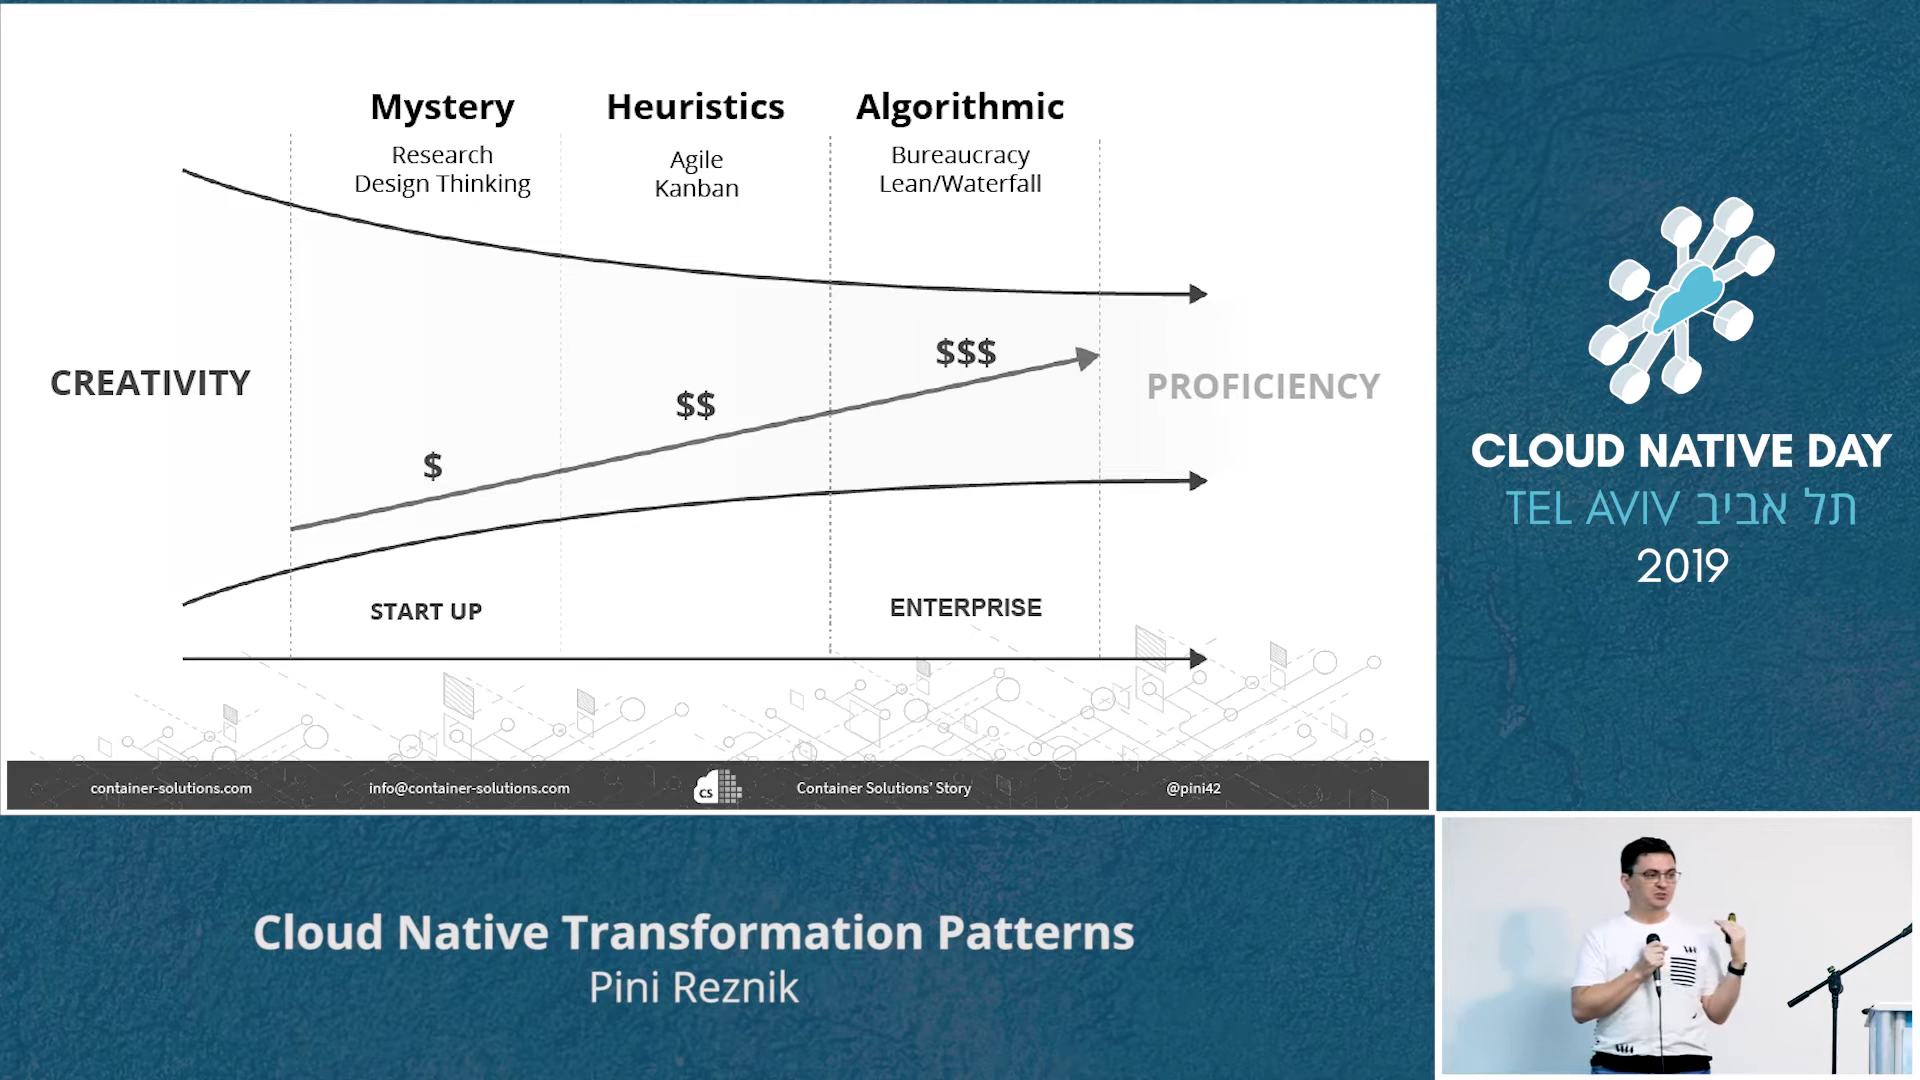 Mystery
Research
Design Thinking
Heuristics
Agile
Kanban
Algorithmic
Bureaucracy
Lean/Waterfall
CREATIVITY
$
$$
$$$
PROFICIENCY
START UP
ENTERPRISE
container-solutions.com
info@container-solutions.com
CS
Container Solutions' Story
@pini42
CLOUD NATIVE DAY
TEL AVIV תל אביב
2019
Cloud Native Transformation Patterns
Pini Reznik